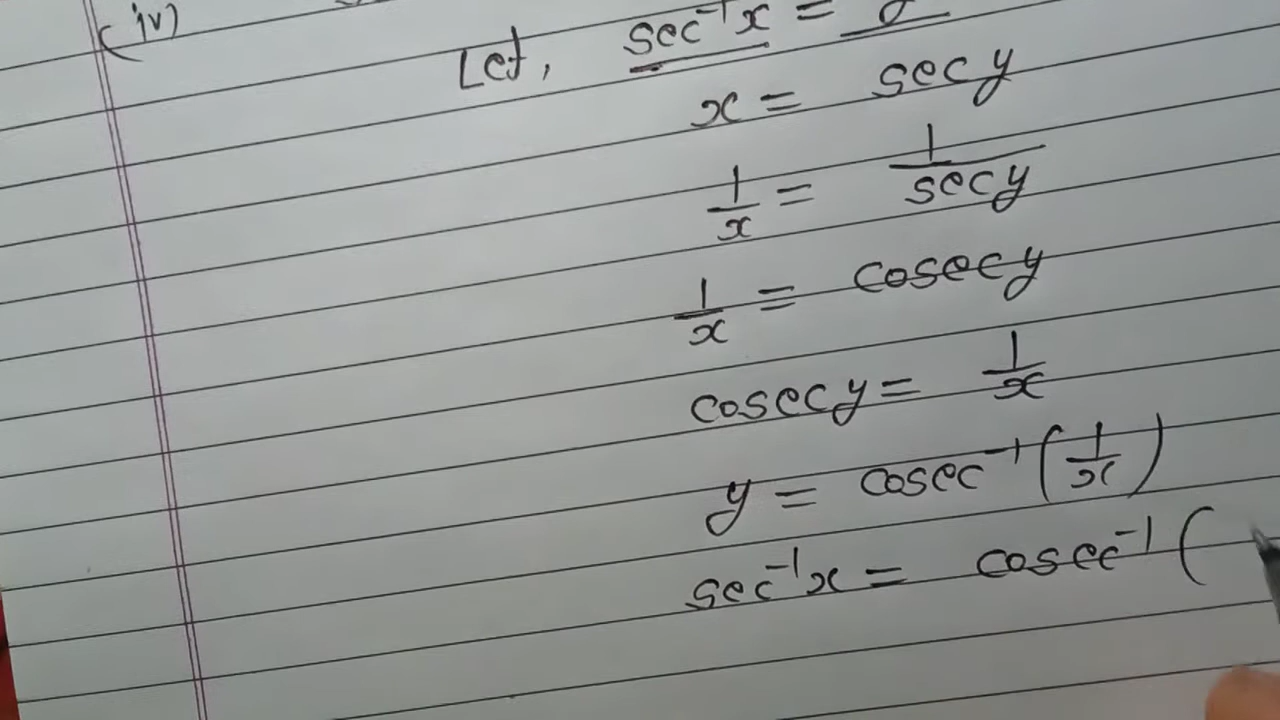 (iv)
Let, sec⁻¹x = y
x = sec y
1/x = 1/sec y
1/x = cosec y
cosec y = 1/x
y = cosec⁻¹(1/x)
sec⁻¹x = cosec⁻¹(